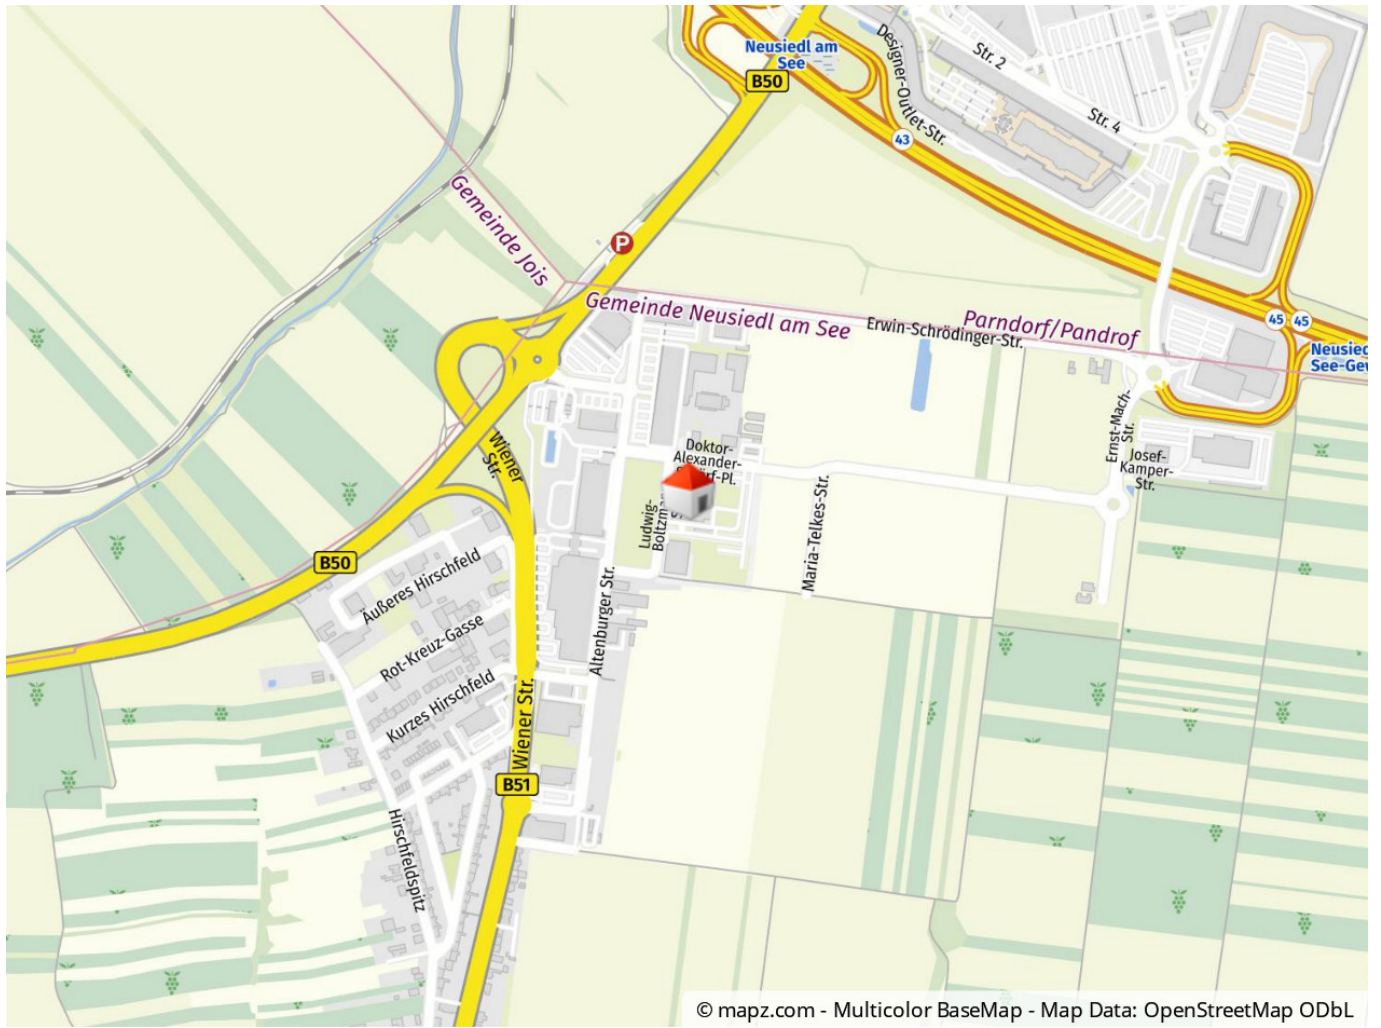 Neusiedl am
See
B50
Designer-Outlet-Str.
Str. 2
Str. 4
43
Gemeinde Jois
P
Gemeinde Neusiedl am See
Parndorf/Pandrof
Erwin-Schrödinger-Str.
45
45
Neusied
See-Gew
Ernst-Mach-
Str.
Josef-
Kamper-
Str.
Wiener
Str.
Doktor-
Alexander-
Pl.
Ludwig-
Maria-Telkes-Str.
B50
Äußeres Hirschfeld
Rot-Kreuz-Gasse
Kurzes Hirschfeld
Altenburger Str.
Wiener Str.
B51
Hirschfeldspitz
© mapz.com - Multicolor BaseMap - Map Data: OpenStreetMap ODbL